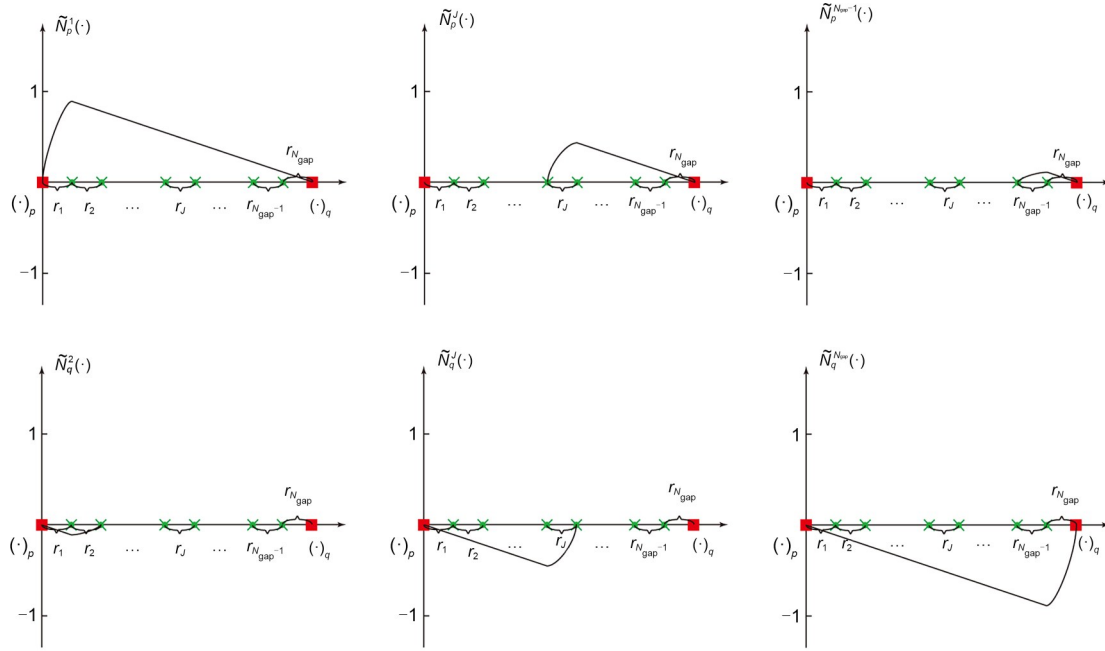 Ñ_p^1(·)
1
r_{N_gap}
(·)_p r_1 r_2 … r_J … r_{N_gap-1} (·)_q
−1
Ñ_p^J(·)
1
r_{N_gap}
(·)_p r_1 r_2 … r_J … r_{N_gap-1} (·)_q
−1
Ñ_p^{N_gap-1}(·)
1
r_{N_gap}
(·)_p r_1 r_2 … r_J … r_{N_gap-1} (·)_q
−1
Ñ_q^2(·)
1
r_{N_gap}
(·)_p r_1 r_2 … r_J … r_{N_gap-1} (·)_q
−1
Ñ_q^J(·)
1
r_{N_gap}
(·)_p r_1 r_2 … r_J … r_{N_gap-1} (·)_q
−1
Ñ_q^{N_gap}(·)
1
r_{N_gap}
(·)_p r_1 r_2 … r_J … r_{N_gap-1} (·)_q
−1